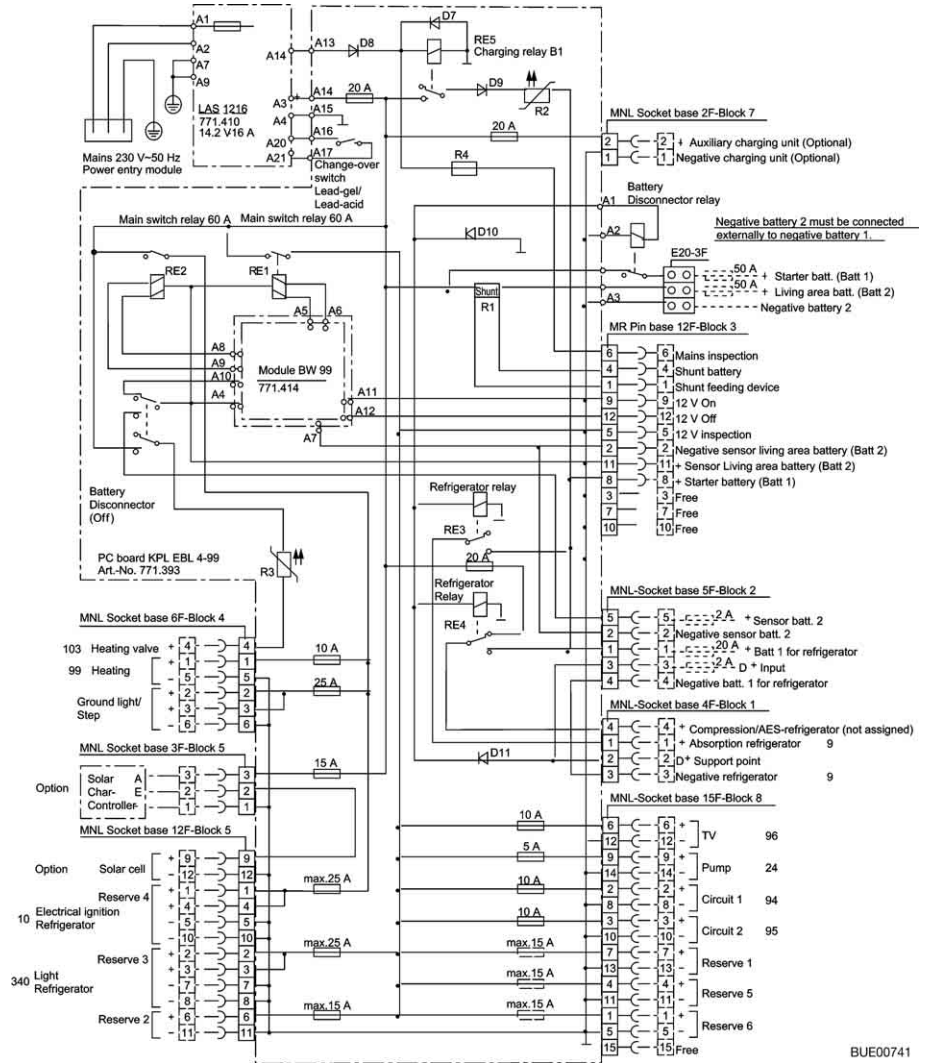 A1
A2
A7
A9
A14
A13
D8
D7
RE5
Charging relay B1
D9
R2
A3
+
A14
20 A
A4
A15
A20
A16
A21
A17
LAS 1216
771.410
14.2 V16 A
Mains 230 V~50 Hz
Power entry module
Change-over
switch
Lead-gel/
Lead-acid
20 A
R4
MNL Socket base 2F-Block 7
2 2 + Auxiliary charging unit (Optional)
1 1 Negative charging unit (Optional)
Battery
Disconnector relay
A1
A2
A3
Negative battery 2 must be connected
externally to negative battery 1.
E20-3F
50 A + Starter batt. (Batt 1)
50 A + Living area batt. (Batt 2)
Negative battery 2
Main switch relay 60 A
Main switch relay 60 A
RE2
RE1
D10
Shunt
R1
A5
A6
A8
A9
A10
A4
A7
A11
A12
Module BW 99
771.414
Battery
Disconnector
(Off)
PC board KPL EBL 4-99
Art.-No. 771.393
R3
MR Pin base 12F-Block 3
6 6 Mains inspection
4 4 Shunt battery
1 1 Shunt feeding device
9 9 12 V On
12 12 12 V Off
5 5 12 V inspection
2 2 Negative sensor living area battery (Batt 2)
11 11 + Sensor Living area battery (Batt 2)
8 8 + Starter battery (Batt 1)
3 3 Free
7 7 Free
10 10 Free
Refrigerator relay
RE3
20 A
Refrigerator
Relay
RE4
D11
MNL-Socket base 5F-Block 2
5 5 2 A + Sensor batt. 2
2 2 Negative sensor batt. 2
1 1 20 A + Batt 1 for refrigerator
3 3 2 A D + Input
4 4 Negative batt. 1 for refrigerator
MNL-Socket base 4F-Block 1
4 4 + Compression/AES-refrigerator (not assigned)
1 1 + Absorption refrigerator 9
2 2 D+ Support point
3 3 Negative refrigerator 9
MNL-Socket base 15F-Block 8
10 A 6 6 +
12 12 -
TV 96
5 A 9 9 +
14 14 -
Pump 24
10 A 2 2 +
8 8 -
Circuit 1 94
10 A 3 3 +
10 10 -
Circuit 2 95
max.15 A 7 7 +
13 13 -
Reserve 1
max.15 A 4 4 +
11 11 -
Reserve 5
max.15 A 1 1 +
5 5 -
Reserve 6
15 15 Free
MNL Socket base 6F-Block 4
103 Heating valve + 4 4
99 Heating + 1 1 10 A
- 5 5
Ground light/
Step
+ 2 2 25 A
+ 3 3
- 6 6
MNL Socket base 3F-Block 5
Option
Solar A
Char- E
Controller-
3 3 15 A
2 2
1 1
MNL Socket base 12F-Block 5
Option Solar cell + 9 9
- 12 12
Reserve 4 + 1 1 max.25 A
+ 4 4
10 Electrical ignition
Refrigerator
- 5 5
- 10 10
Reserve 3 + 2 2 max.25 A
+ 3 3
340 Light
Refrigerator
- 7 7
- 8 8
Reserve 2 + 6 6 max.15 A
- 11 11
BUE00741